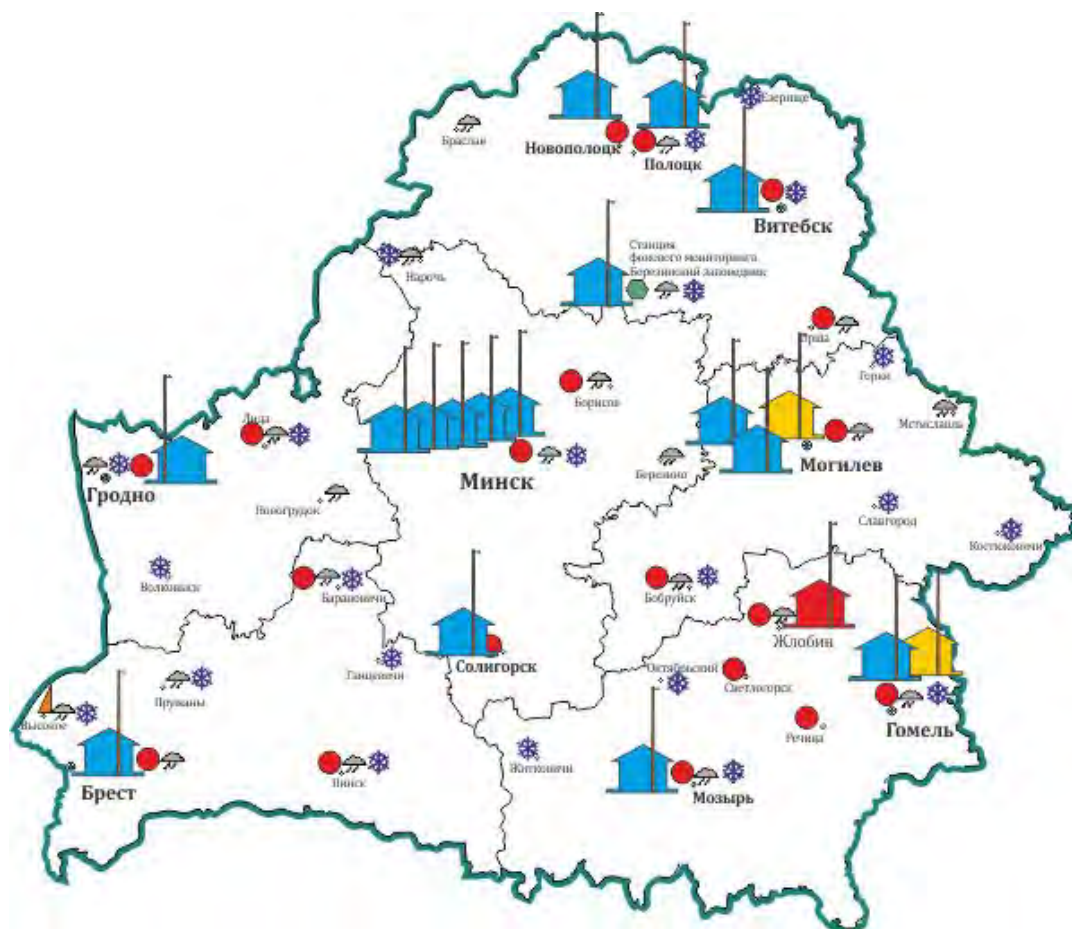 Езерище
Браслав
Новополоцк
Полоцк
Витебск
Станция
фонового мониторинга
Березинский заповедник
Нарочь
Орша
Горки
Борисов
Мстиславль
Лида
Березино
Могилев
Минск
Гродно
Новогрудок
Славгород
Костюковичи
Волковыск
Барановичи
Бобруйск
Жлобин
Солигорск
Ганцевичи
Октябрьский
Светлогорск
Пружаны
Высокое
Речица
Гомель
Житковичи
Пинск
Мозырь
Брест